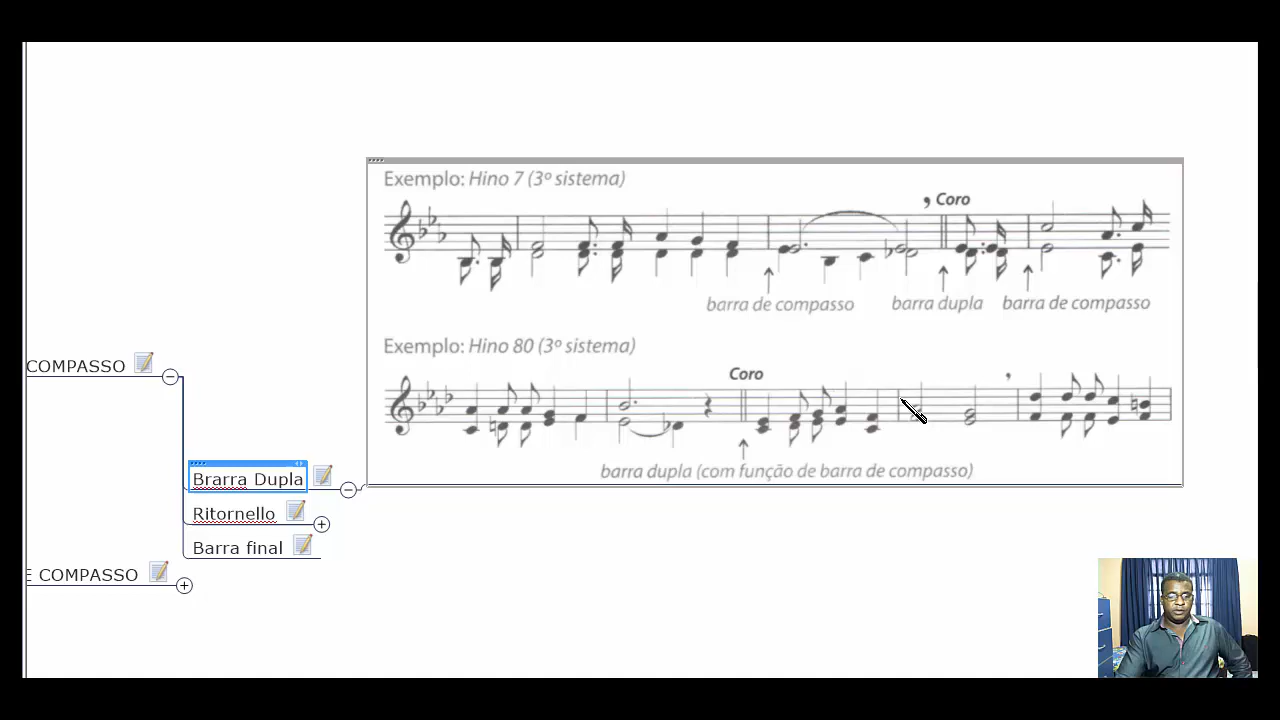 Exemplo: Hino 7 (3º sistema)
, Coro
barra de compasso barra dupla barra de compasso
Exemplo: Hino 80 (3º sistema)
Coro ,
barra dupla (com função de barra de compasso)
COMPASSO
Brarra Dupla
Ritornello
Barra final
E COMPASSO